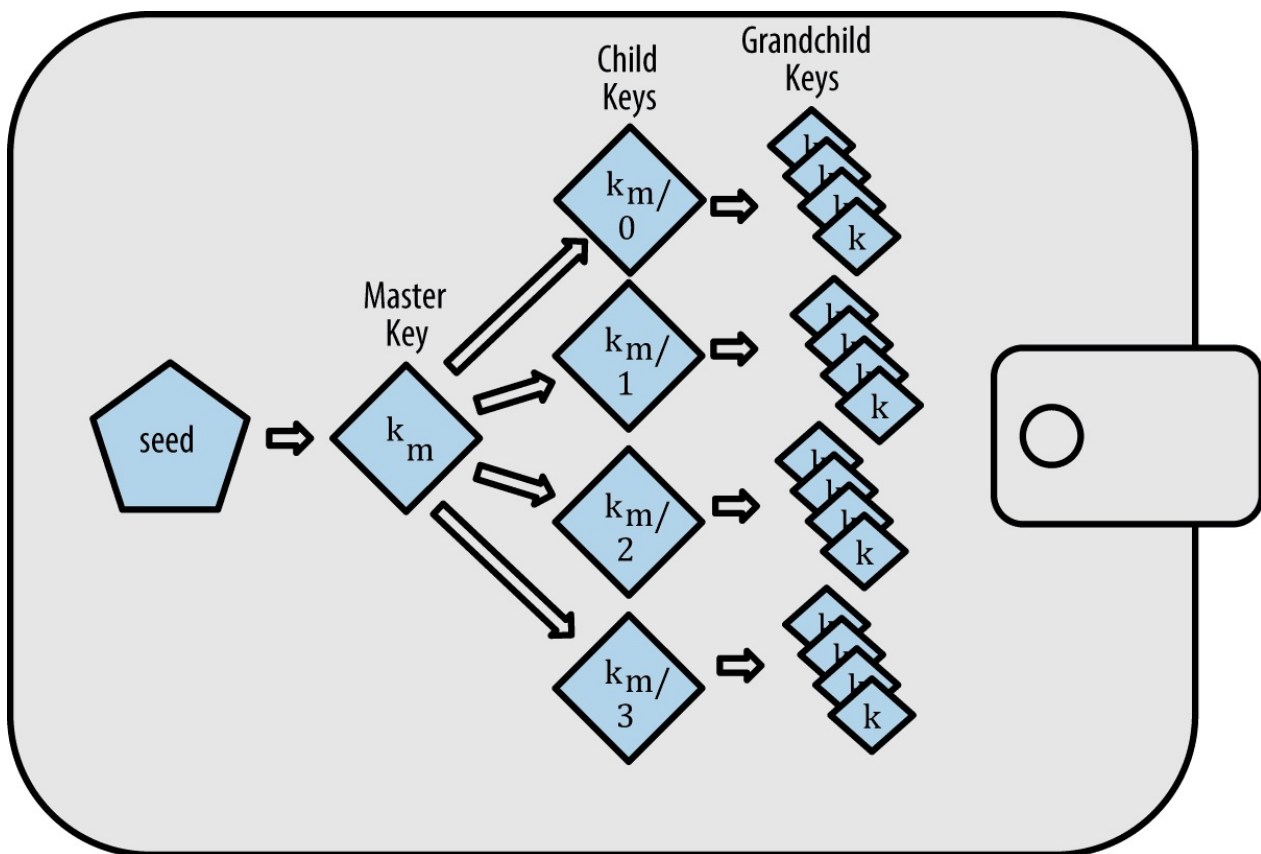 Child
Keys
Grandchild
Keys
Master
Key
seed
k m
k m/
0
k m/
1
k m/
2
k m/
3
k
k
k
k